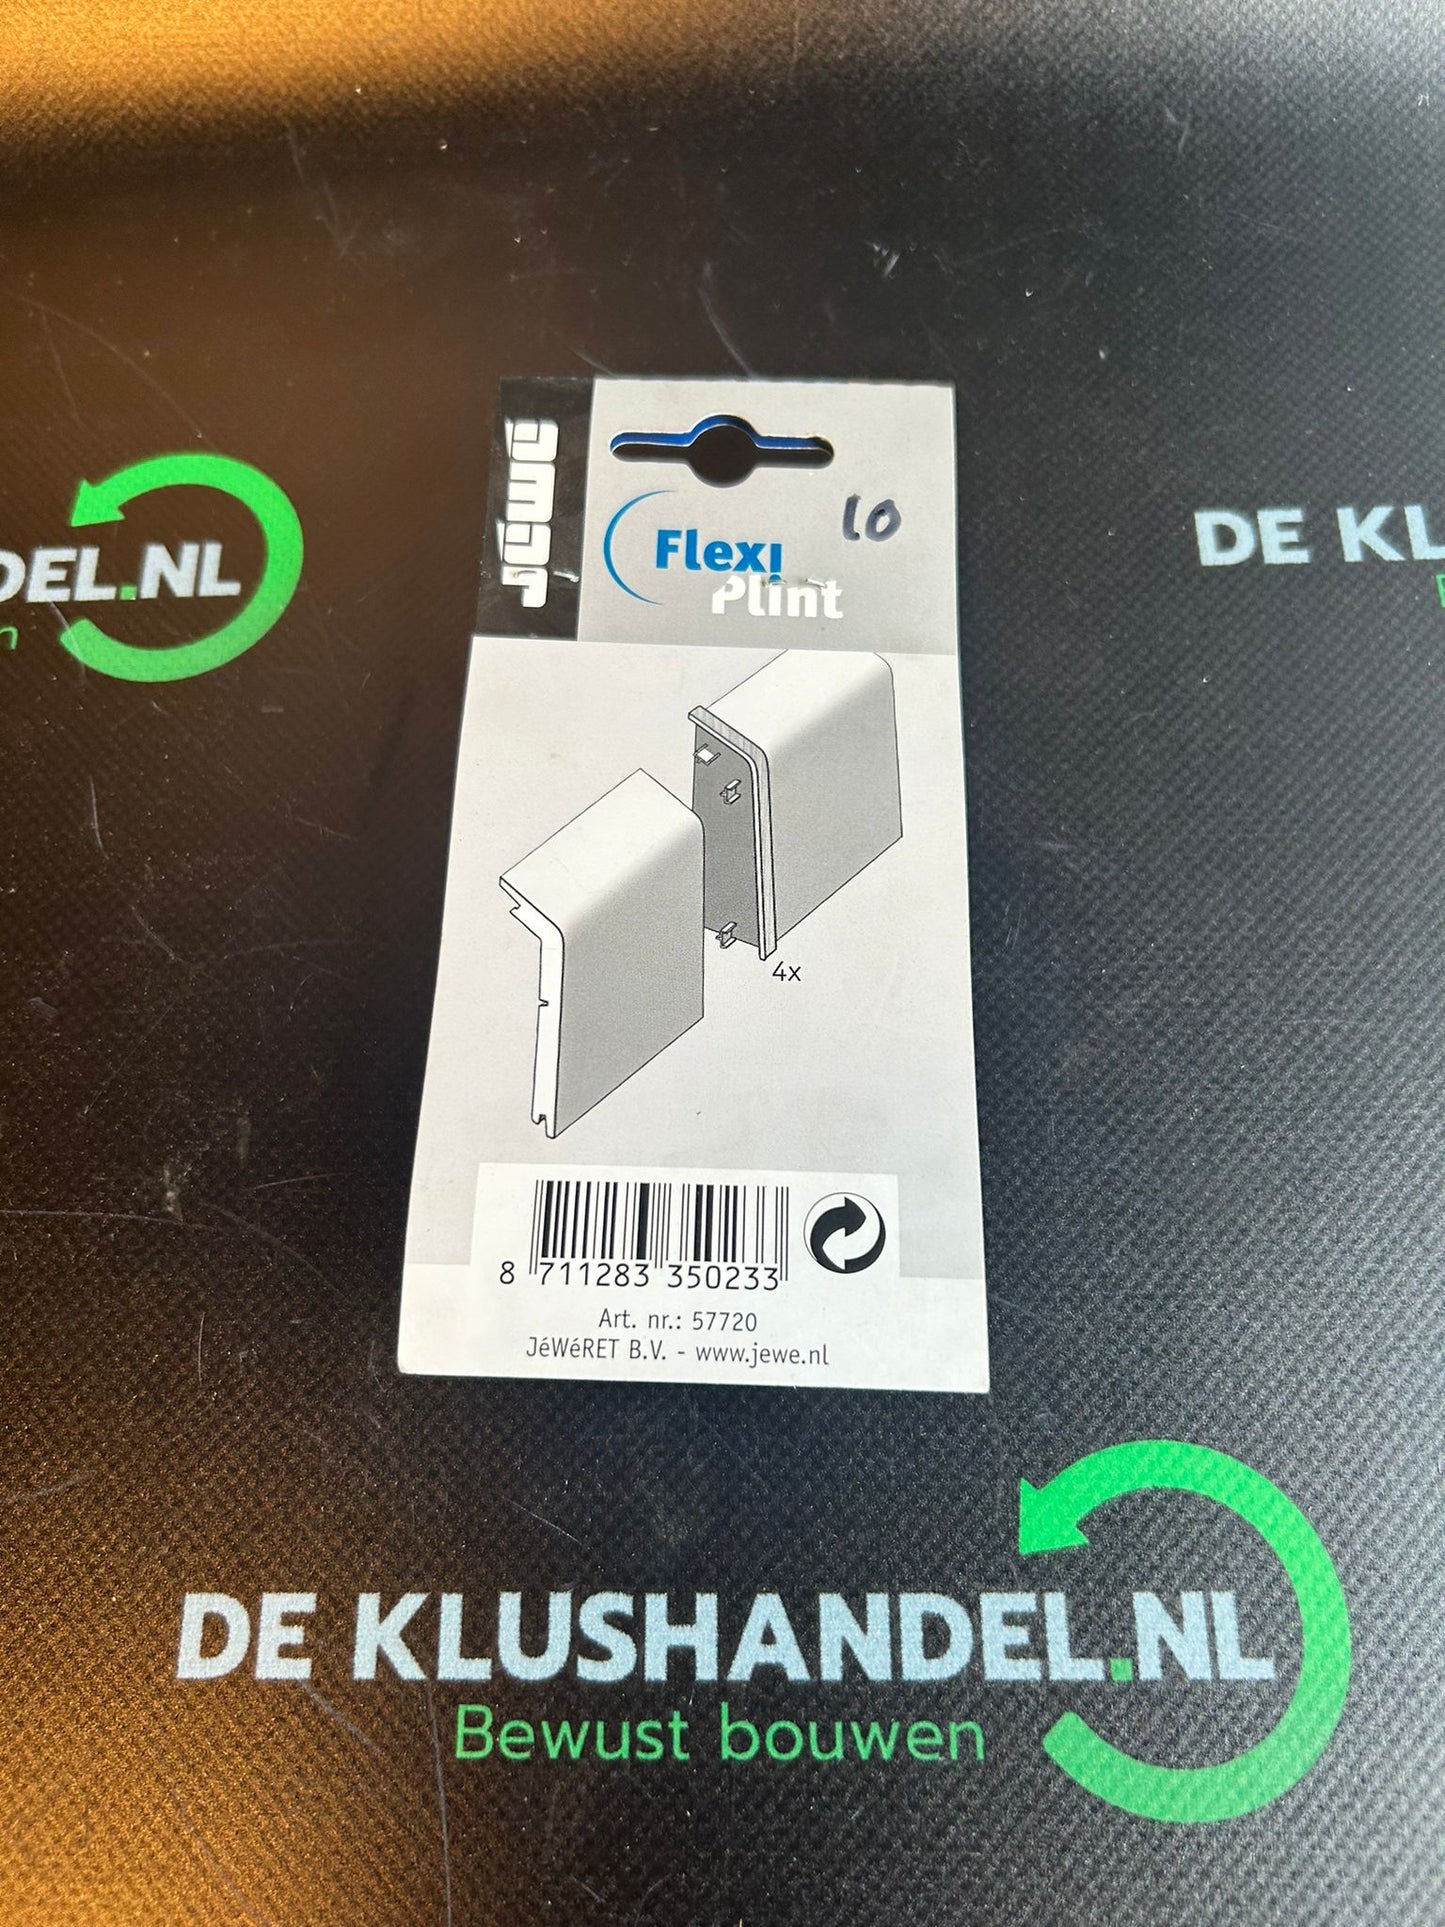 jéwé
10
Flexi
Plint
DEL.NL
DE KL
4x
8 711283 350233
Art. nr.: 57720
JéWéRET B.V. - www.jewe.nl
DE KLUSHANDEL.NL
Bewust bouwen